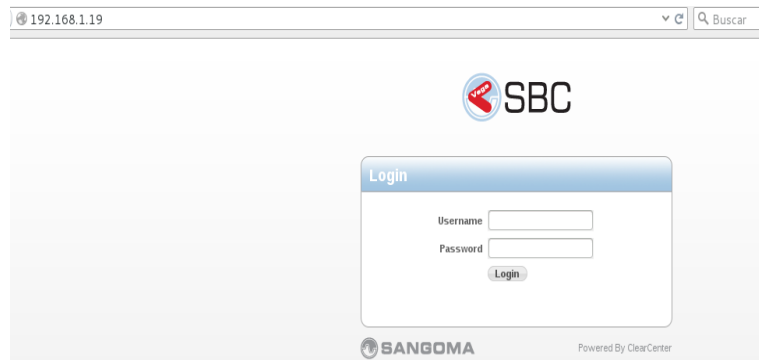 192.168.1.19
Buscar
Vega
SBC
Login
Username
Password
Login
SANGOMA
Powered By ClearCenter